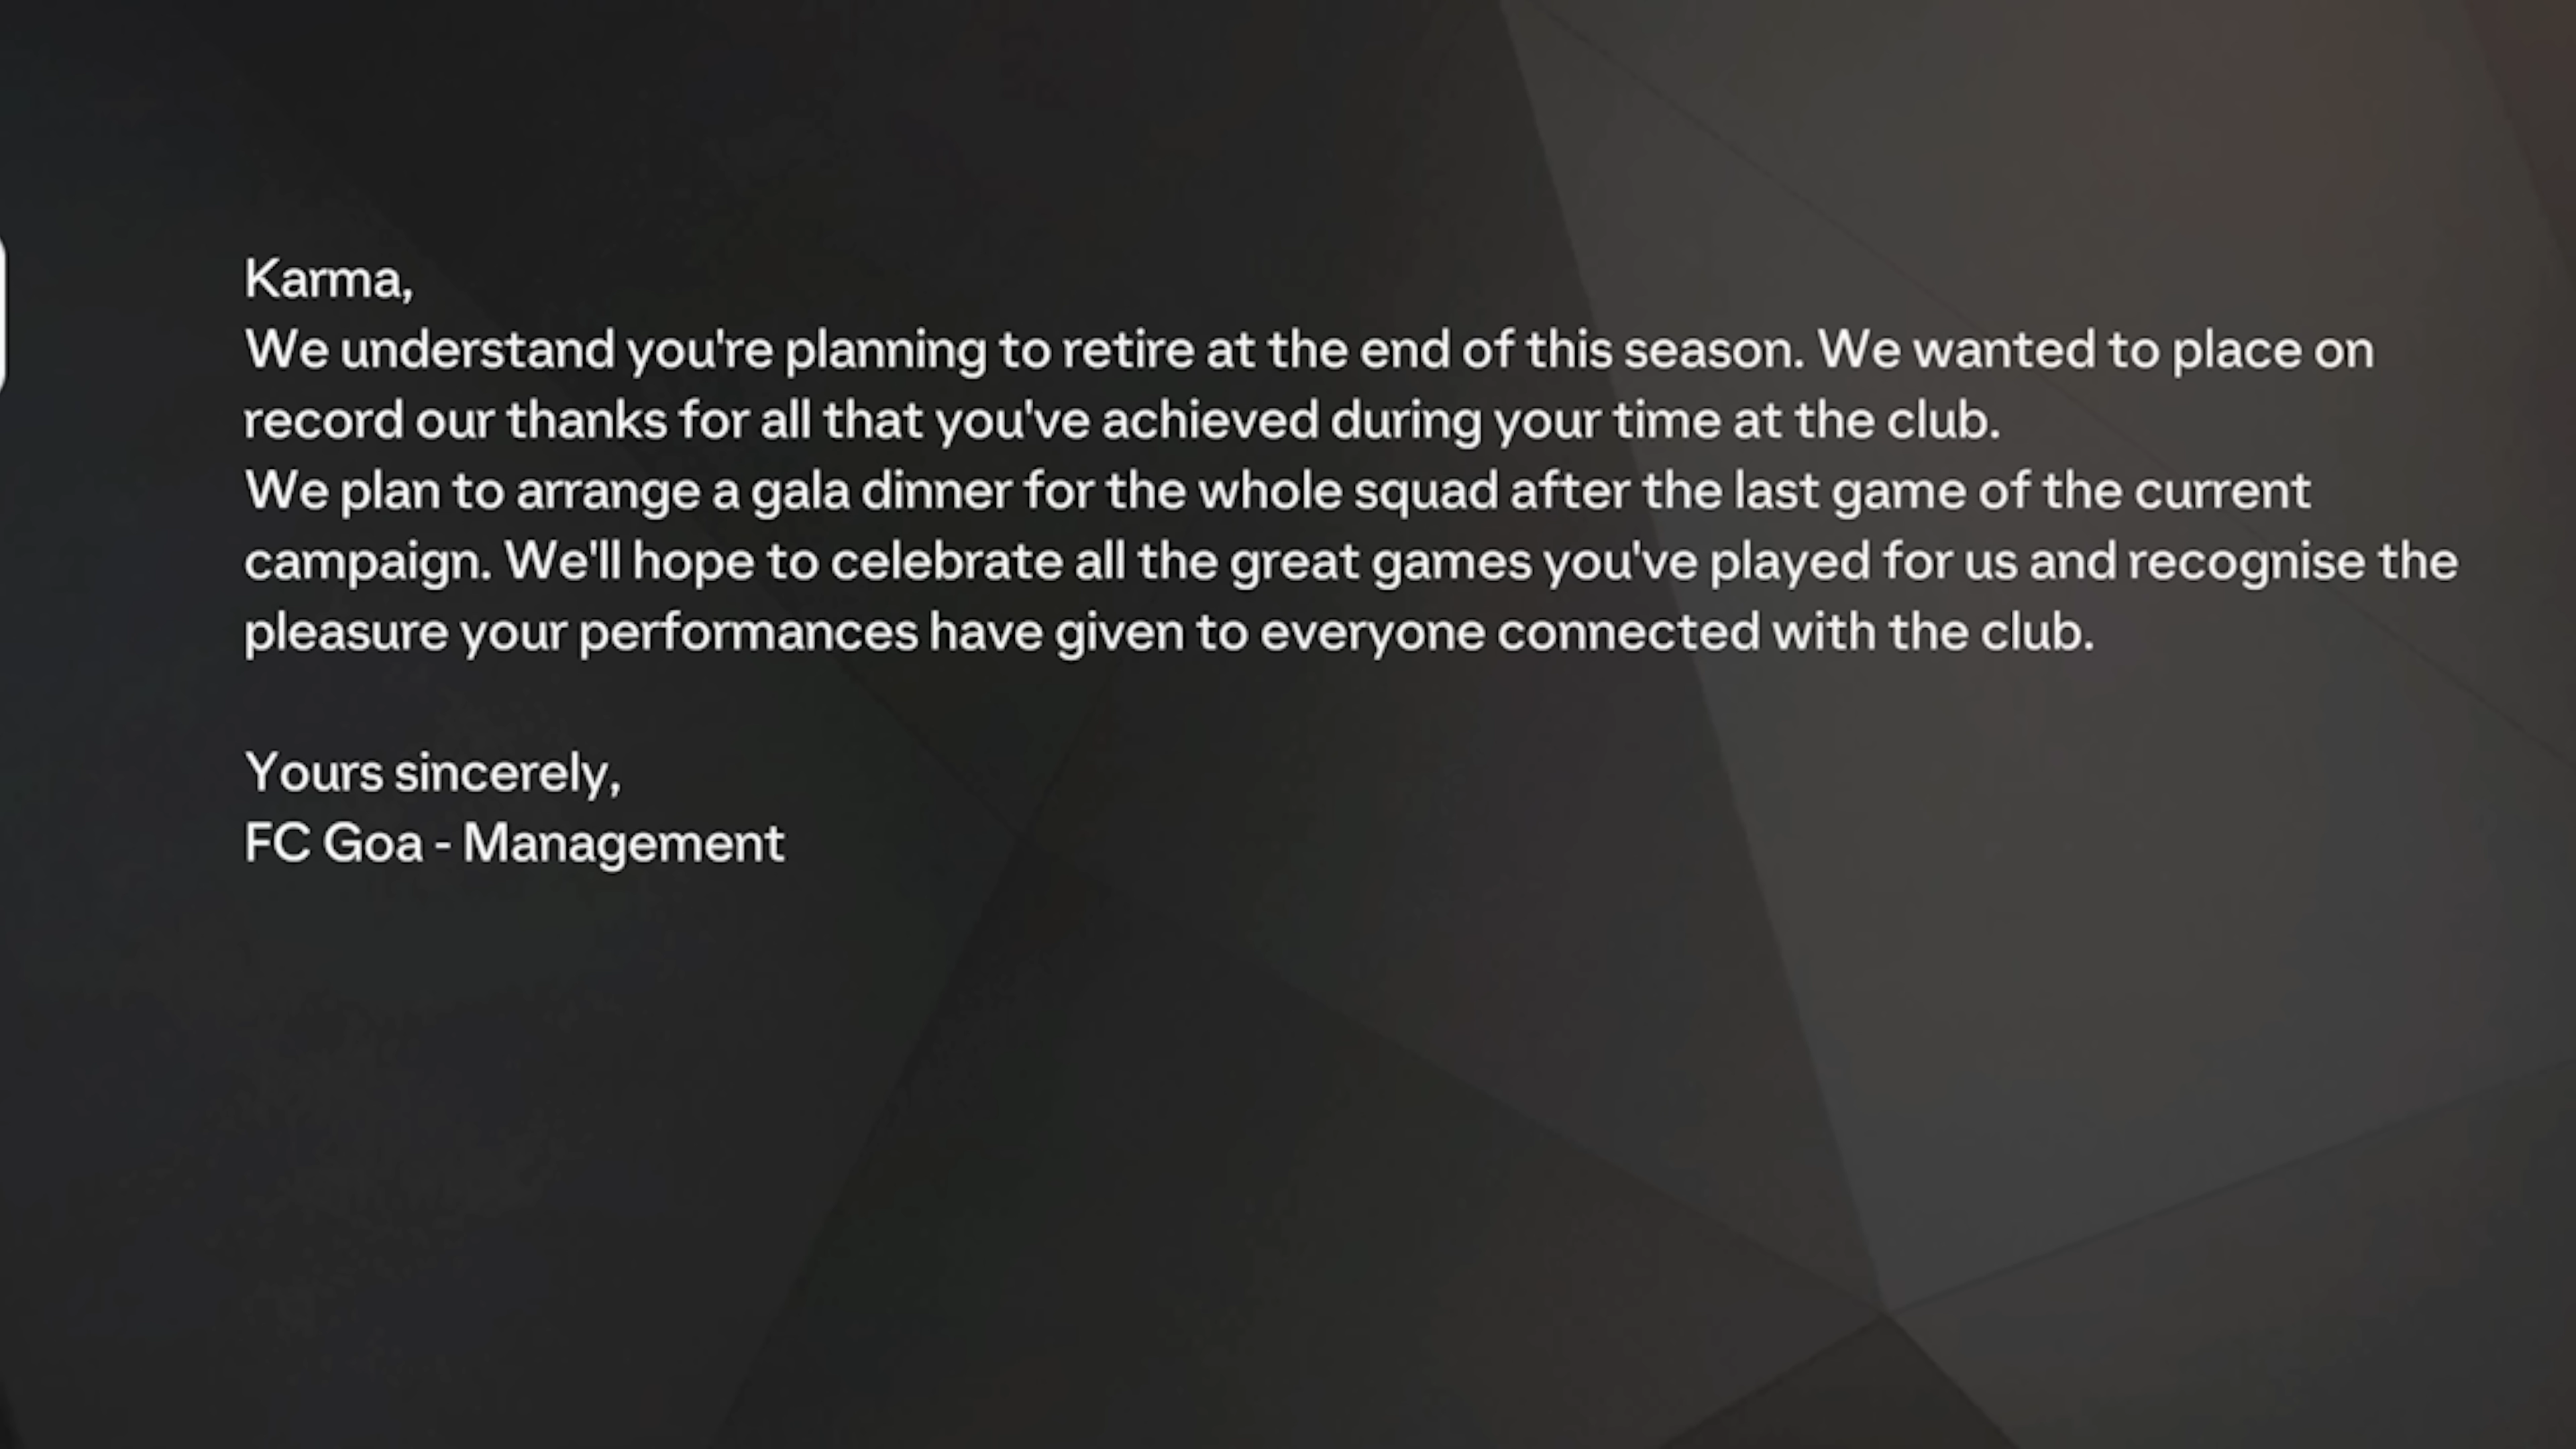 Karma,
We understand you're planning to retire at the end of this season. We wanted to place on
record our thanks for all that you've achieved during your time at the club.
We plan to arrange a gala dinner for the whole squad after the last game of the current
campaign. We'll hope to celebrate all the great games you've played for us and recognise the
pleasure your performances have given to everyone connected with the club.
Yours sincerely,
FC Goa - Management